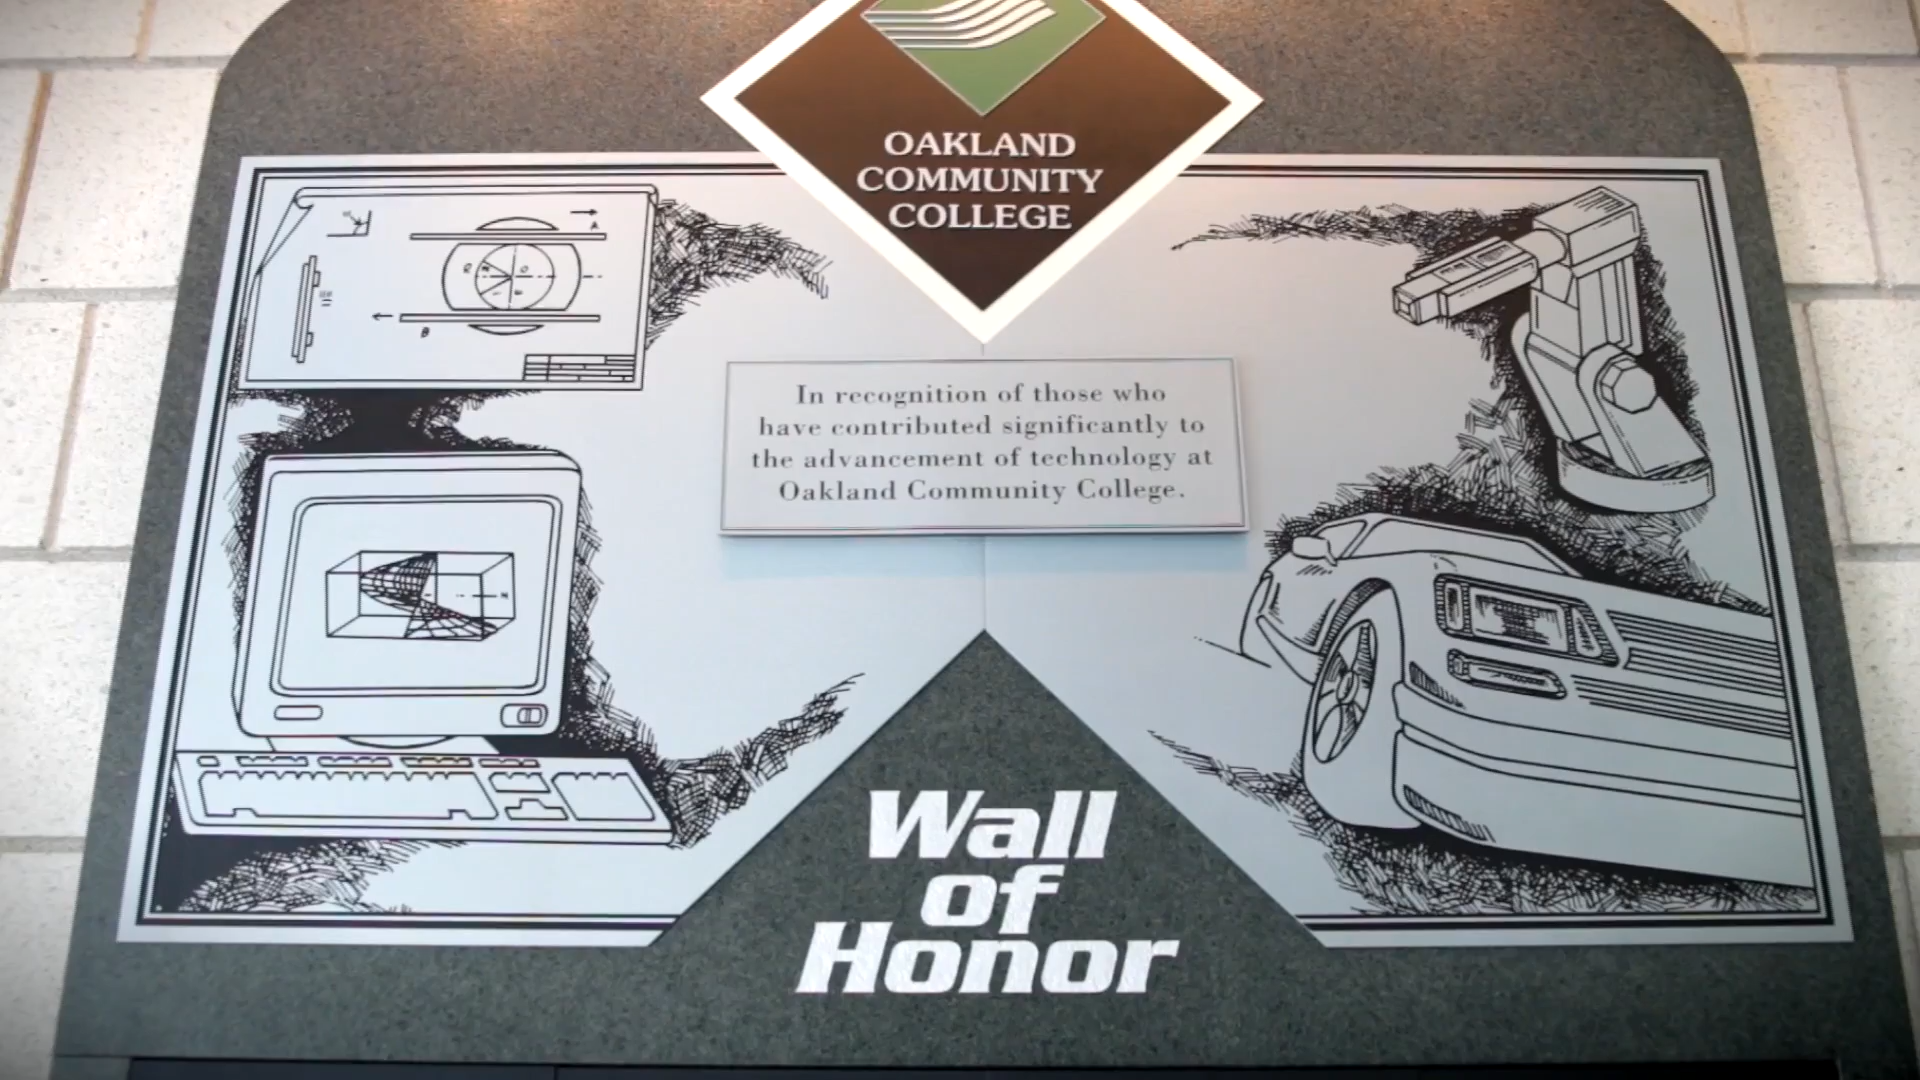 OAKLAND
COMMUNITY
COLLEGE
A
B
In recognition of those who
have contributed significantly to
the advancement of technology at
Oakland Community College.
Wall
of
Honor